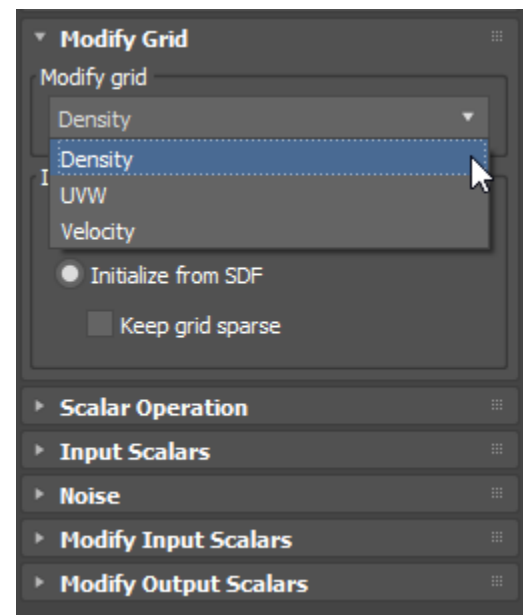 Modify Grid
Modify grid
Density
Density
UVW
Velocity
Initialize from SDF
Keep grid sparse
Scalar Operation
Input Scalars
Noise
Modify Input Scalars
Modify Output Scalars